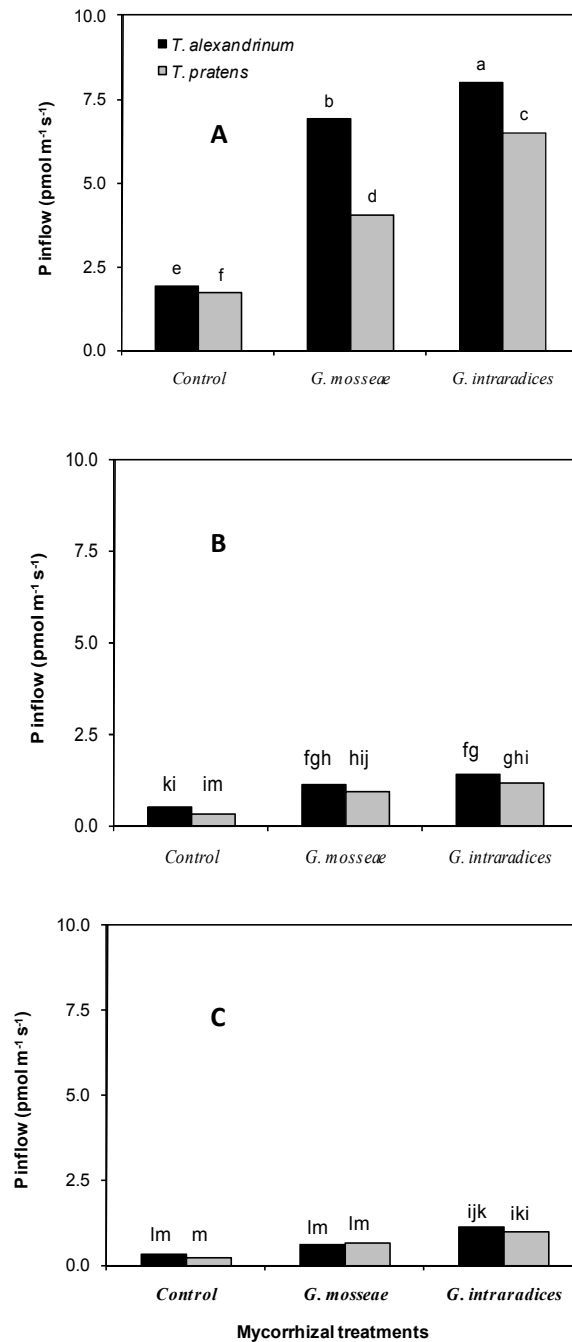 10.0
T. alexandrinum
T. pratens
a
b
7.5
A
c
P inflow (pmol m⁻¹ s⁻¹)
5.0
d
2.5
e
f
0.0
Control G. mosseae G. intraradices
10.0
B
7.5
P inflow (pmol m⁻¹ s⁻¹)
5.0
2.5
fgh hij fg ghi
ki im
0.0
Control G. mosseae G. intraradices
10.0
7.5
C
P inflow (pmol m⁻¹ s⁻¹)
5.0
2.5
ijk iki
lm m lm lm
0.0
Control G. mosseae G. intraradices
Mycorrhizal treatments